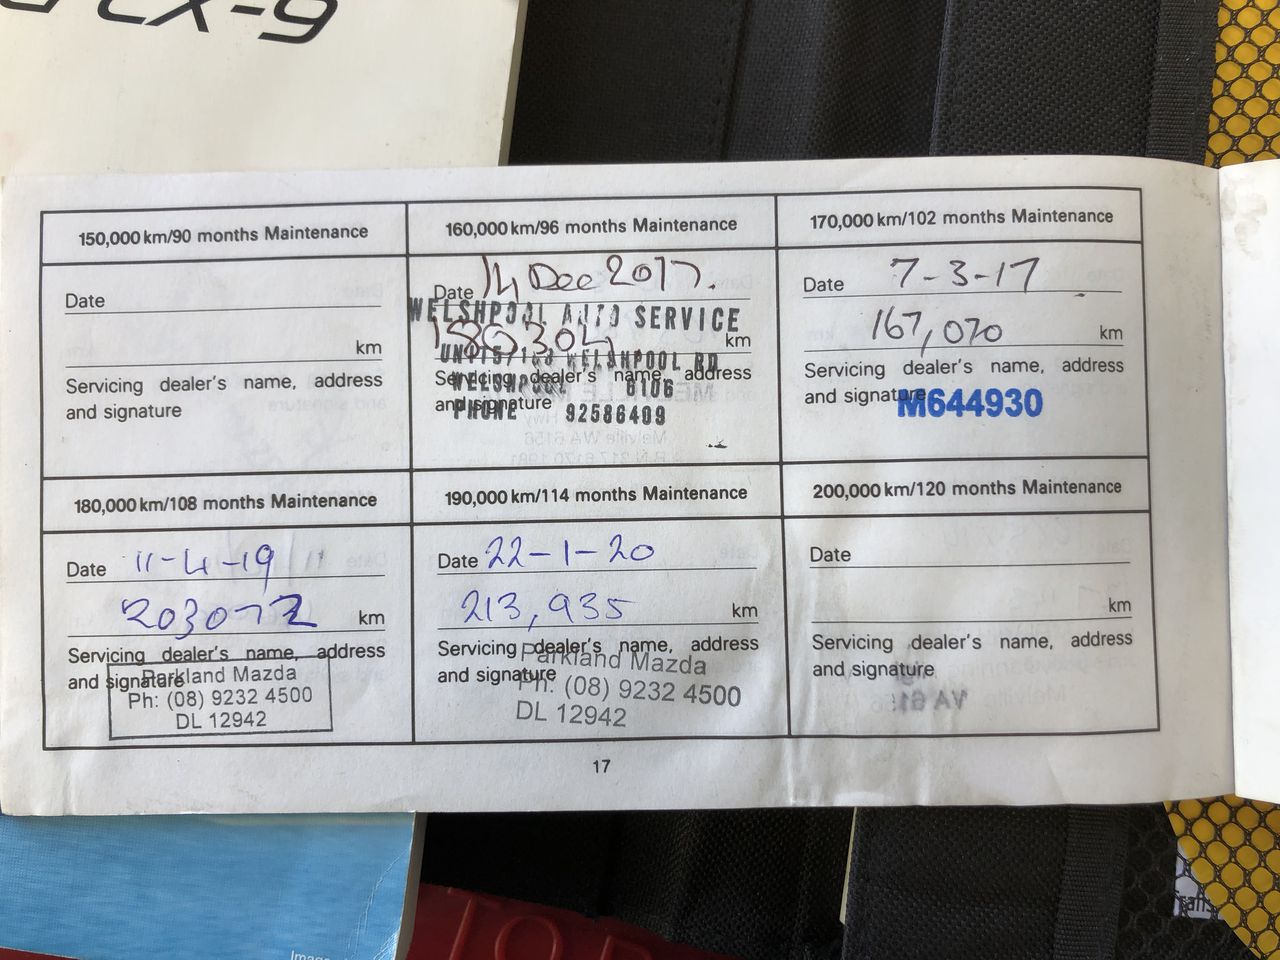 CX-9
150,000 km/90 months Maintenance
Date
km
Servicing dealer's name, address
and signature
160,000 km/96 months Maintenance
Date 14 Dec 2017.
WELSHPOOL AUTO SERVICE
km
WELSHPOOL RD
Servicing dealer's name, address
WELSHPOOL 6106
and signature
PHONE 92586409
170,000 km/102 months Maintenance
Date 7-3-17
167,070 km
Servicing dealer's name, address
and signature
M644930
180,000 km/108 months Maintenance
Date 11-4-19
203072 km
Servicing dealer's name, address
and signature
Parkland Mazda
Ph: (08) 9232 4500
DL 12942
190,000 km/114 months Maintenance
Date 22-1-20
213,935 km
Servicing dealer's name, address
and signature
Parkland Mazda
Ph: (08) 9232 4500
DL 12942
200,000 km/120 months Maintenance
Date
km
Servicing dealer's name, address
and signature
17